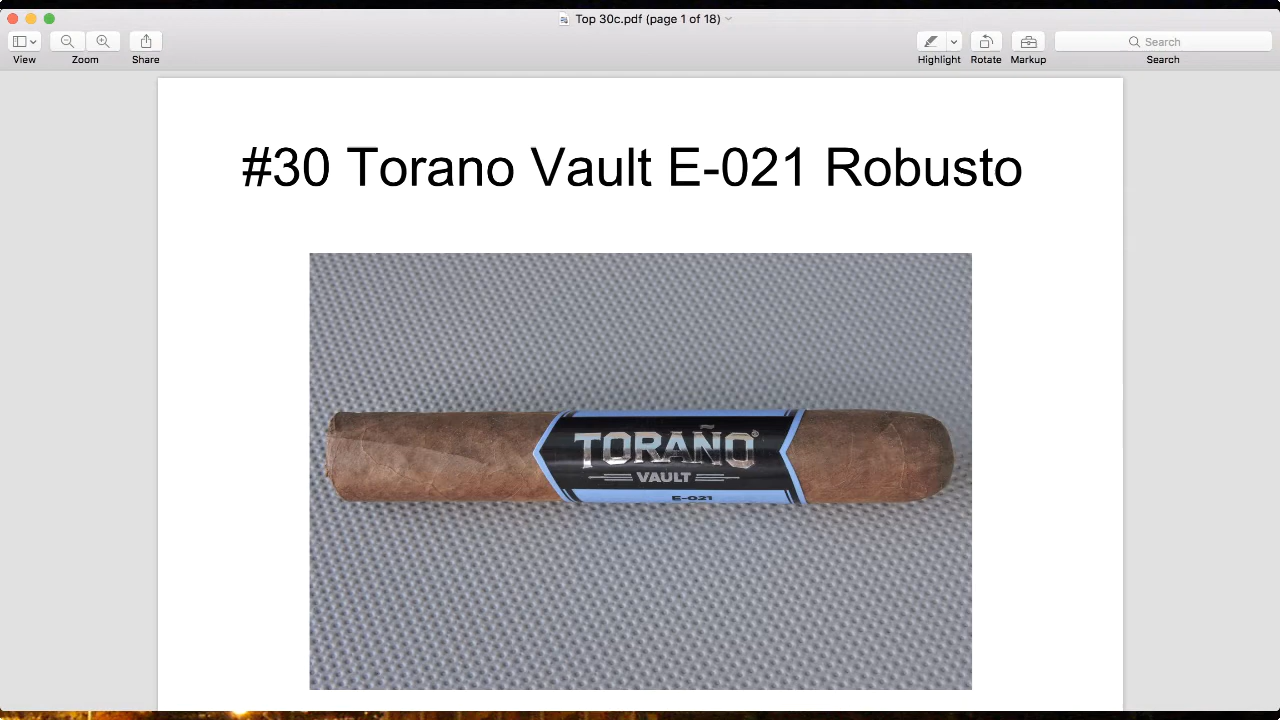 Top 30c.pdf (page 1 of 18)
View
Zoom
Share
Highlight
Rotate
Markup
Search
Search
#30 Torano Vault E-021 Robusto
TORAÑO®
VAULT
E-021